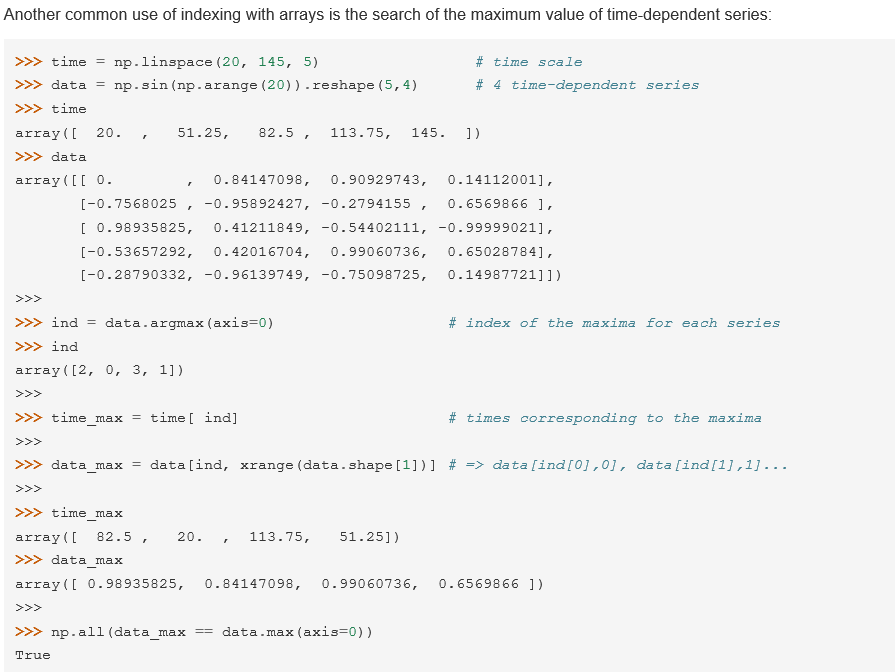 Another common use of indexing with arrays is the search of the maximum value of time-dependent series:
>>> time = np.linspace(20, 145, 5)                 # time scale
>>> data = np.sin(np.arange(20)).reshape(5,4)      # 4 time-dependent series
>>> time
array([  20.  ,   51.25,   82.5 ,  113.75,  145.  ])
>>> data
array([[ 0.        ,  0.84147098,  0.90929743,  0.14112001],
       [-0.7568025 , -0.95892427, -0.2794155 ,  0.6569866 ],
       [ 0.98935825,  0.41211849, -0.54402111, -0.99999021],
       [-0.53657292,  0.42016704,  0.99060736,  0.65028784],
       [-0.28790332, -0.96139749, -0.75098725,  0.14987721]])
>>>
>>> ind = data.argmax(axis=0)                   # index of the maxima for each series
>>> ind
array([2, 0, 3, 1])
>>>
>>> time_max = time[ ind]                       # times corresponding to the maxima
>>>
>>> data_max = data[ind, xrange(data.shape[1])] # => data[ind[0],0], data[ind[1],1]...
>>>
>>> time_max
array([  82.5 ,   20.  ,  113.75,   51.25])
>>> data_max
array([ 0.98935825,  0.84147098,  0.99060736,  0.6569866 ])
>>>
>>> np.all(data_max == data.max(axis=0))
True